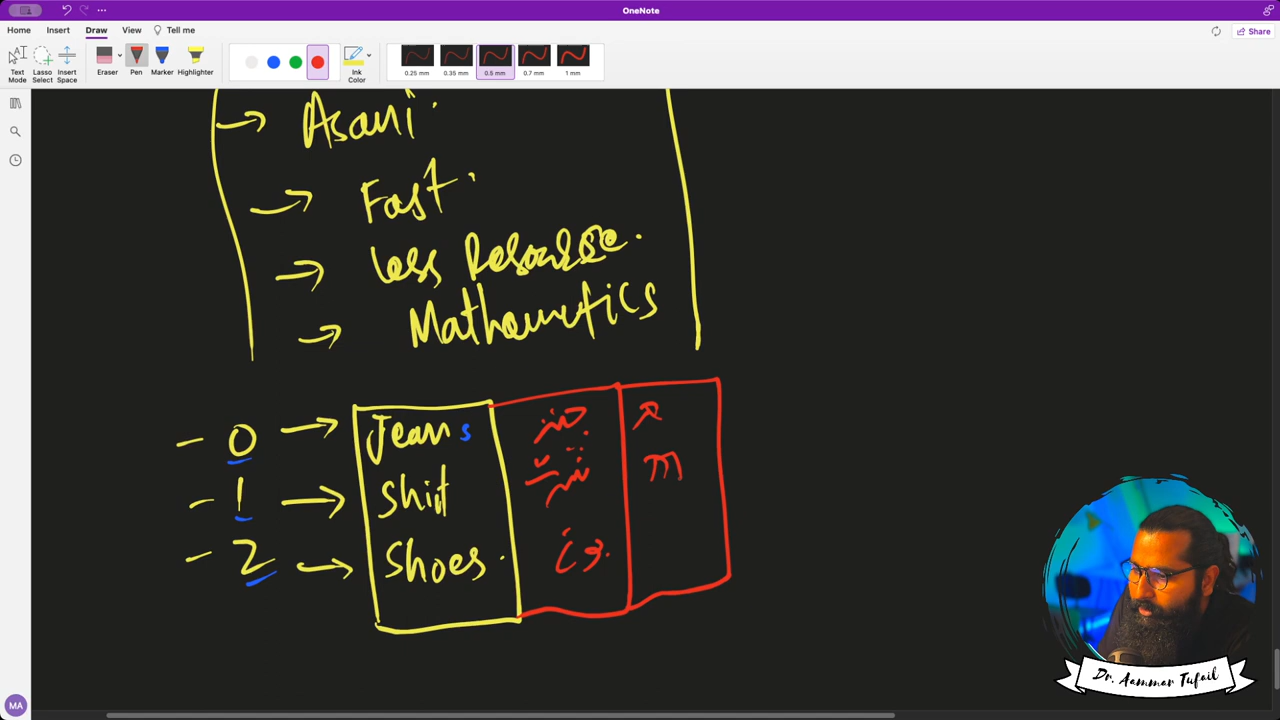 OneNote
Home Insert Draw View Tell me Share
Text Mode Lasso Select Insert Space Eraser Pen Marker Highlighter Ink Color 0.25 mm 0.35 mm 0.5 mm 0.7 mm 1 mm
→ Asani.
→ Fast.
→ Less
→ Mathemetics
- 0 → Jeans
- 1 → Shirt m
- 2 → Shoes.
MA
Dr. Aammar Tufail